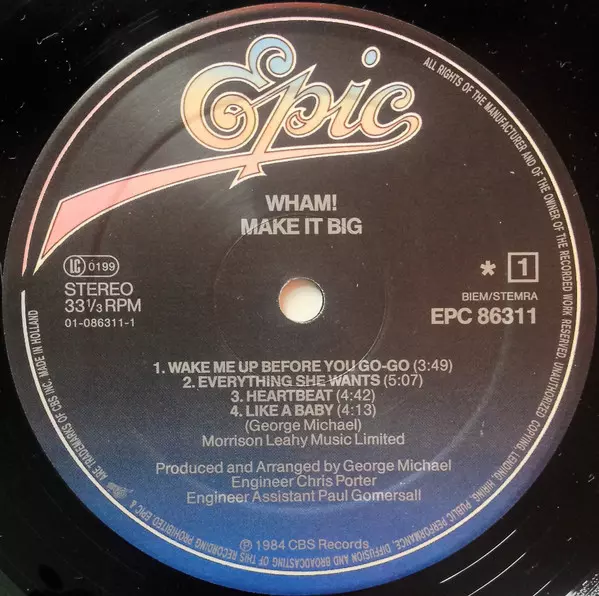 Epic
WHAM!
MAKE IT BIG
LC 0199
STEREO
33 1/3 RPM
01-086311-1
* 1
BIEM/STEMRA
EPC 86311
1. WAKE ME UP BEFORE YOU GO-GO (3:49)
2. EVERYTHING SHE WANTS (5:07)
3. HEARTBEAT (4:42)
4. LIKE A BABY (4:13)
(George Michael)
Morrison Leahy Music Limited
Produced and Arranged by George Michael
Engineer Chris Porter
Engineer Assistant Paul Gomersall
℗ 1984 CBS Records
ALL RIGHTS OF THE MANUFACTURER AND OF THE OWNER OF THE RECORDED WORK RESERVED. UNAUTHORIZED COPYING, LENDING, HIRING, PUBLIC PERFORMANCE, DIFFUSION AND BROADCASTING OF THIS RECORDING PROHIBITED. EPIC & ARE TRADEMARKS OF CBS INC. MADE IN HOLLAND